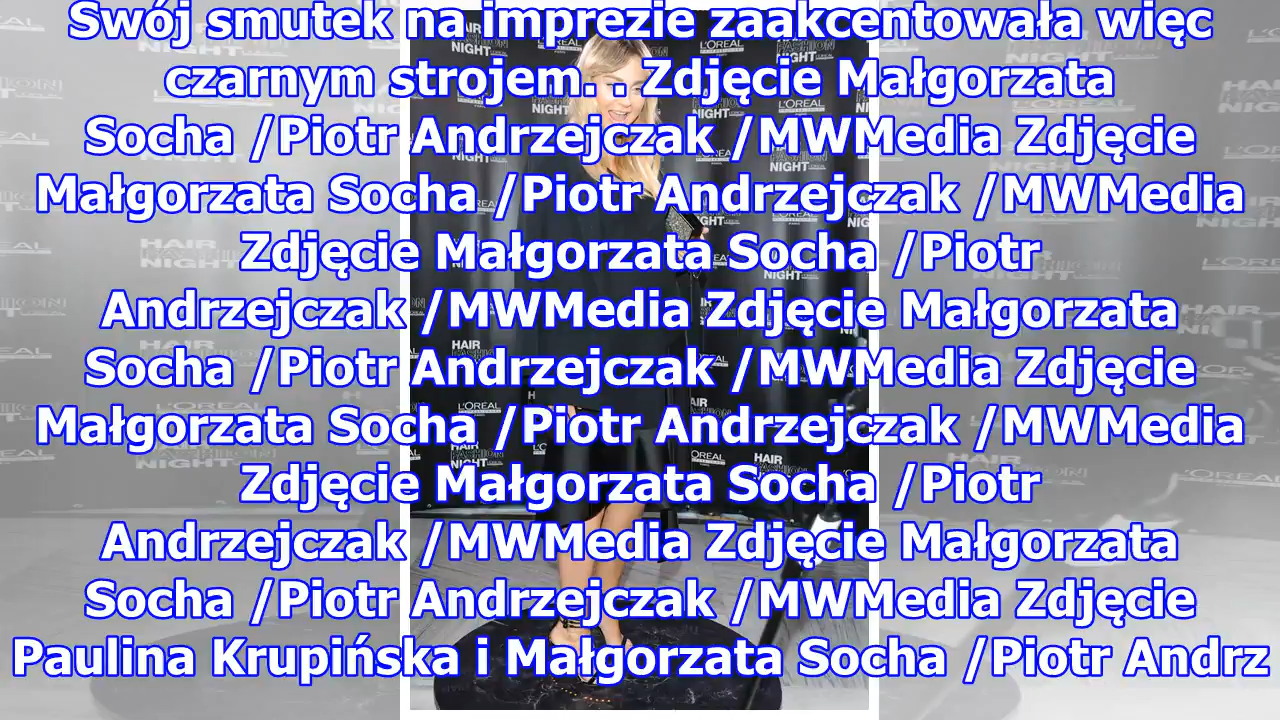 Swój smutek na imprezie zaakcentowała więc
czarnym strojem. . Zdjęcie Małgorzata
Socha /Piotr Andrzejczak /MWMedia Zdjęcie
Małgorzata Socha /Piotr Andrzejczak /MWMedia
Zdjęcie Małgorzata Socha /Piotr
Andrzejczak /MWMedia Zdjęcie Małgorzata
Socha /Piotr Andrzejczak /MWMedia Zdjęcie
Małgorzata Socha /Piotr Andrzejczak /MWMedia
Zdjęcie Małgorzata Socha /Piotr
Andrzejczak /MWMedia Zdjęcie Małgorzata
Socha /Piotr Andrzejczak /MWMedia Zdjęcie
Paulina Krupińska i Małgorzata Socha /Piotr Andrz